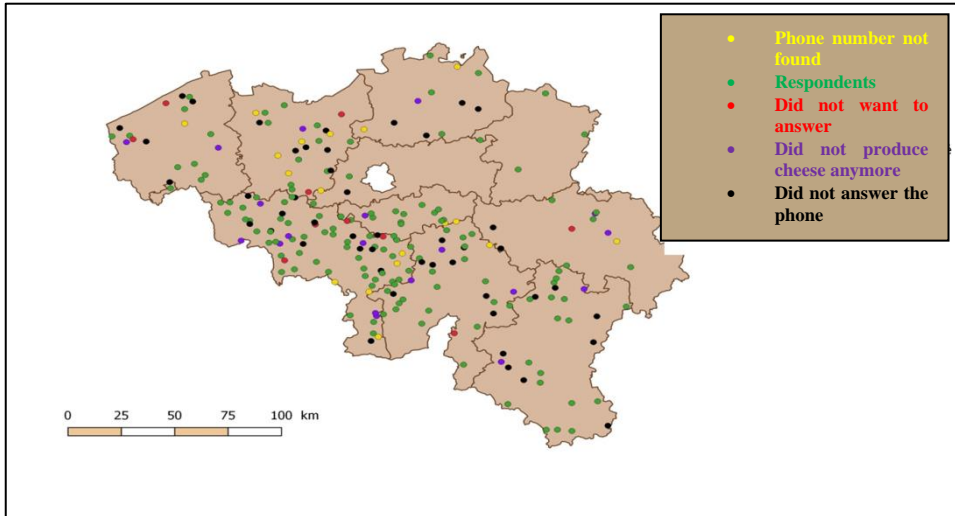 Phone number not
found
Respondents
Did not want to
answer
Did not produce
cheese anymore
Did not answer the
phone
0 25 50 75 100 km